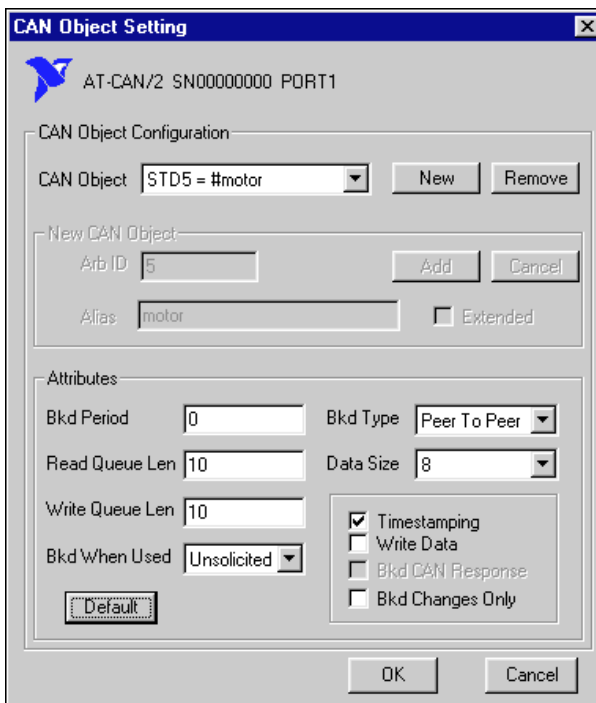 CAN Object Setting
AT-CAN/2 SN00000000 PORT1
CAN Object Configuration
CAN Object STD5 = #motor New Remove
New CAN Object
Arb ID 5 Add Cancel
Alias motor Extended
Attributes
Bkd Period 0 Bkd Type Peer To Peer
Read Queue Len 10 Data Size 8
Write Queue Len 10
Timestamping
Write Data
Bkd When Used Unsolicited
Bkd CAN Response
Bkd Changes Only
Default
OK Cancel